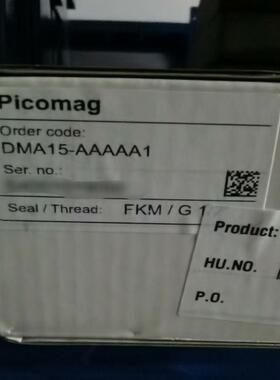 Picomag
Order code:
DMA15-AAAAA1
Ser. no.:
Seal / Thread: FKM / G 1
Product:
HU.NO.
P.O.